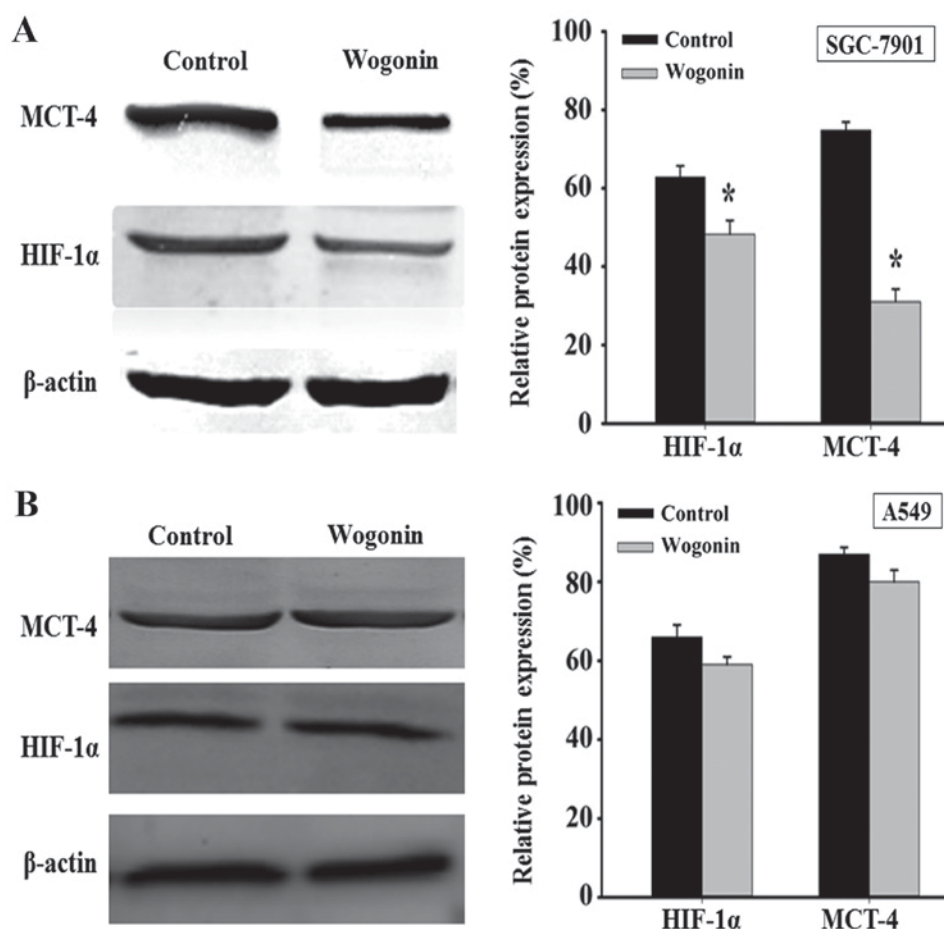 A
Control Wogonin
MCT-4
HIF-1α
β-actin
Relative protein expression (%)
100
80
60
40
20
0
Control
Wogonin
SGC-7901
*
*
HIF-1α MCT-4
B
Control Wogonin
MCT-4
HIF-1α
β-actin
Relative protein expression (%)
100
80
60
40
20
0
Control
Wogonin
A549
HIF-1α MCT-4